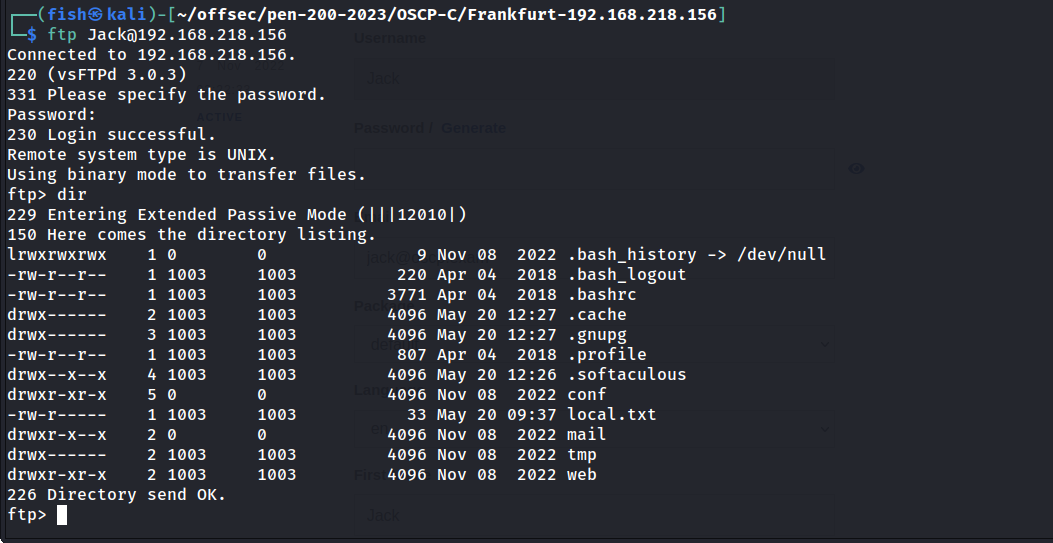 ┌──(fish㉿kali)-[~/offsec/pen-200-2023/OSCP-C/Frankfurt-192.168.218.156]
└─$ ftp Jack@192.168.218.156
Username
Connected to 192.168.218.156.
220 (vsFTPd 3.0.3)
Jack
331 Please specify the password.
Password:
ACTIVE
Password / Generate
230 Login successful.
Remote system type is UNIX.
Using binary mode to transfer files.
ftp> dir
229 Entering Extended Passive Mode (|||12010|)
150 Here comes the directory listing.
lrwxrwxrwx    1 0        0               9 Nov 08  2022 .bash_history -> /dev/null
-rw-r--r--    1 1003     1003          220 Apr 04  2018 .bash_logout
-rw-r--r--    1 1003     1003         3771 Apr 04  2018 .bashrc
drwx------    2 1003     1003         4096 May 20 12:27 .cache
drwx------    3 1003     1003         4096 May 20 12:27 .gnupg
-rw-r--r--    1 1003     1003          807 Apr 04  2018 .profile
drwx--x--x    4 1003     1003         4096 May 20 12:26 .softaculous
drwxr-xr-x    5 0        0            4096 Nov 08  2022 conf
-rw-r-----    1 1003     1003           33 May 20 09:37 local.txt
drwxr-x--x    2 0        0            4096 Nov 08  2022 mail
drwx------    2 1003     1003         4096 Nov 08  2022 tmp
drwxr-xr-x    2 1003     1003         4096 Nov 08  2022 web
226 Directory send OK.
ftp>
Jack